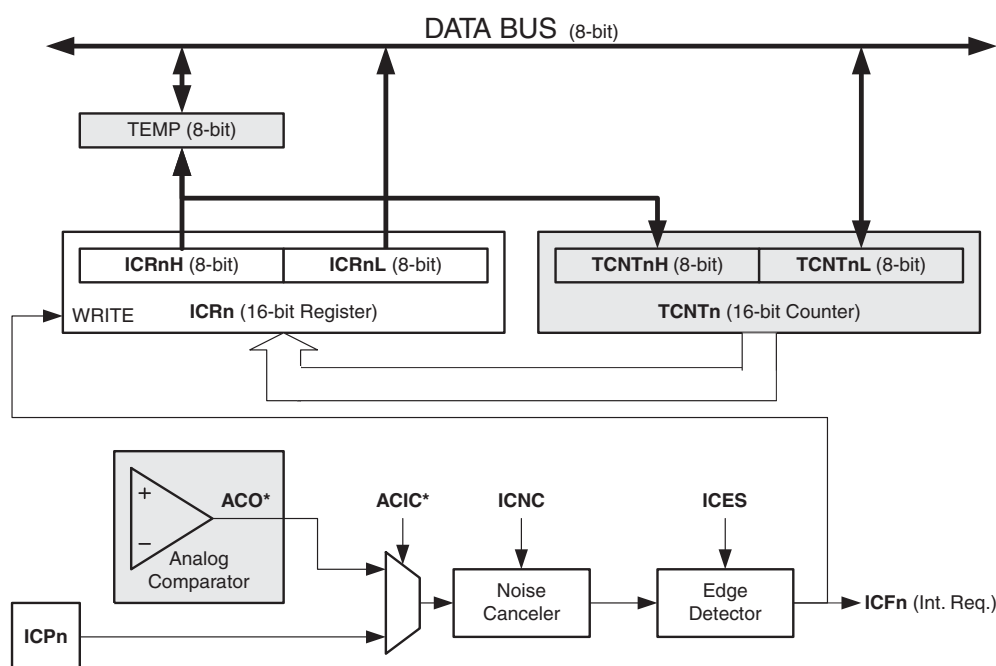 DATA BUS (8-bit)
TEMP (8-bit)
ICRnH (8-bit)
ICRnL (8-bit)
TCNTnH (8-bit)
TCNTnL (8-bit)
WRITE
ICRn (16-bit Register)
TCNTn (16-bit Counter)
+
ACO*
ACIC*
ICNC
ICES
−
Analog
Comparator
Noise
Canceler
Edge
Detector
ICFn (Int. Req.)
ICPn